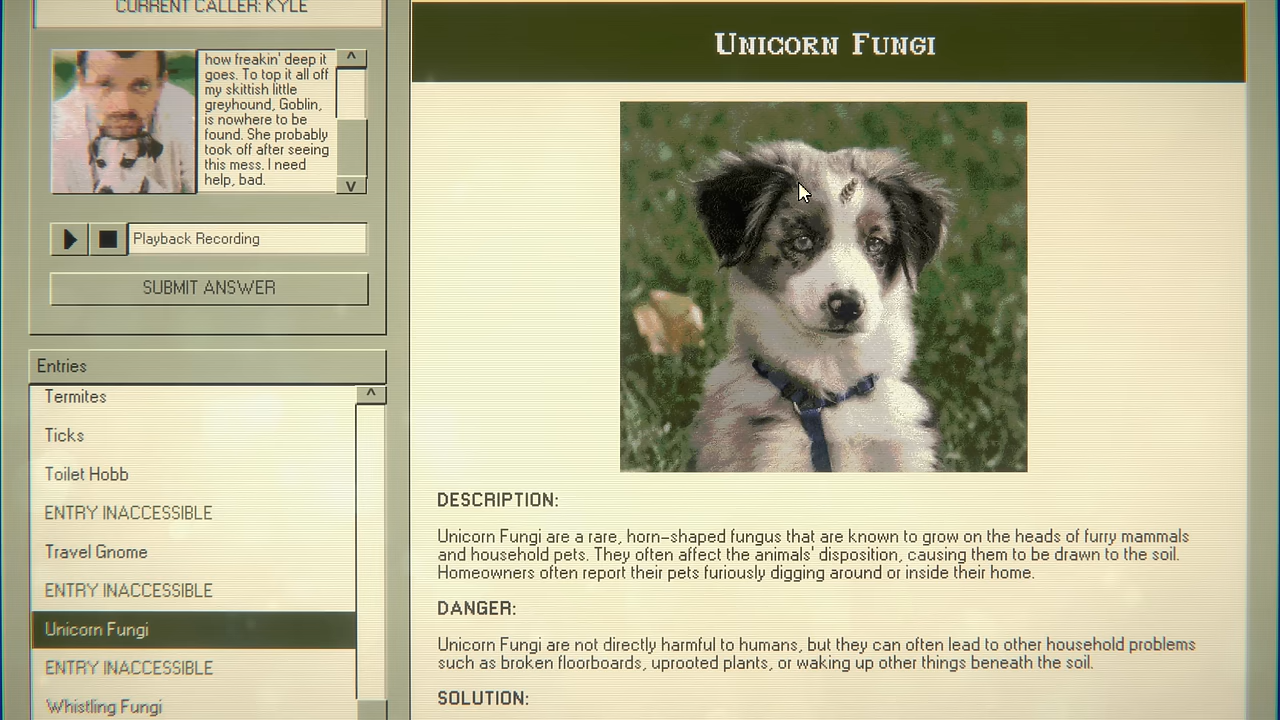 CURRENT CALLER: KYLE
how freakin' deep it
goes. To top it all off
my skittish little
greyhound, Goblin,
is nowhere to be
found. She probably
took off after seeing
this mess. I need
help, bad.
Playback Recording
SUBMIT ANSWER
Entries
Termites
Ticks
Toilet Hobb
ENTRY INACCESSIBLE
Travel Gnome
ENTRY INACCESSIBLE
Unicorn Fungi
ENTRY INACCESSIBLE
Whistling Fungi
Unicorn Fungi
DESCRIPTION:
Unicorn Fungi are a rare, horn-shaped fungus that are known to grow on the heads of furry mammals
and household pets. They often affect the animals' disposition, causing them to be drawn to the soil.
Homeowners often report their pets furiously digging around or inside their home.
DANGER:
Unicorn Fungi are not directly harmful to humans, but they can often lead to other household problems
such as broken floorboards, uprooted plants, or waking up other things beneath the soil.
SOLUTION: